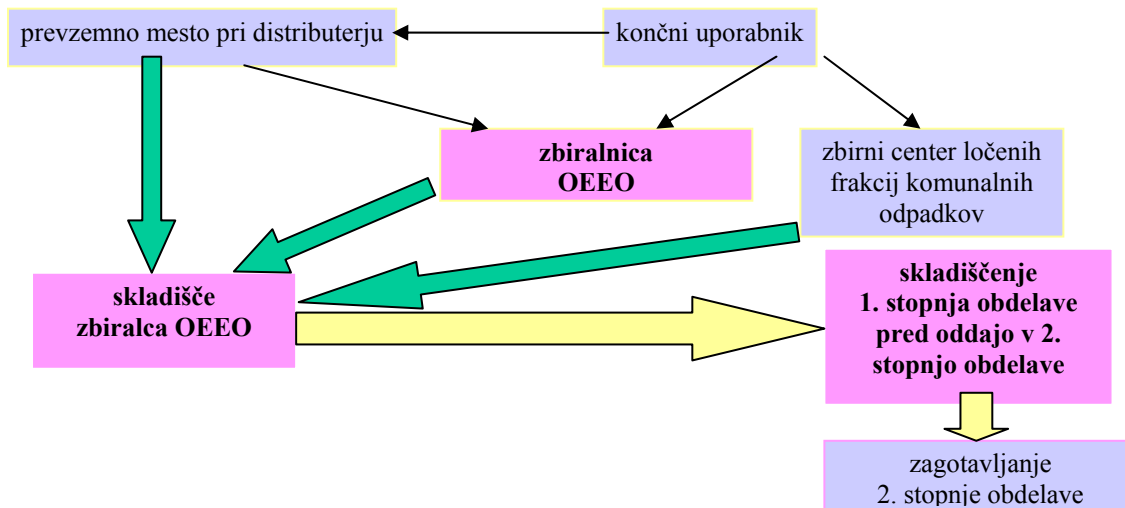 prevzemno mesto pri distributerju
končni uporabnik
zbiralnica
OEEO
zbirni center ločenih
frakcij komunalnih
odpadkov
skladišče
zbiralca OEEO
skladiščenje
1. stopnja obdelave
pred oddajo v 2.
stopnjo obdelave
zagotavljanje
2. stopnje obdelave